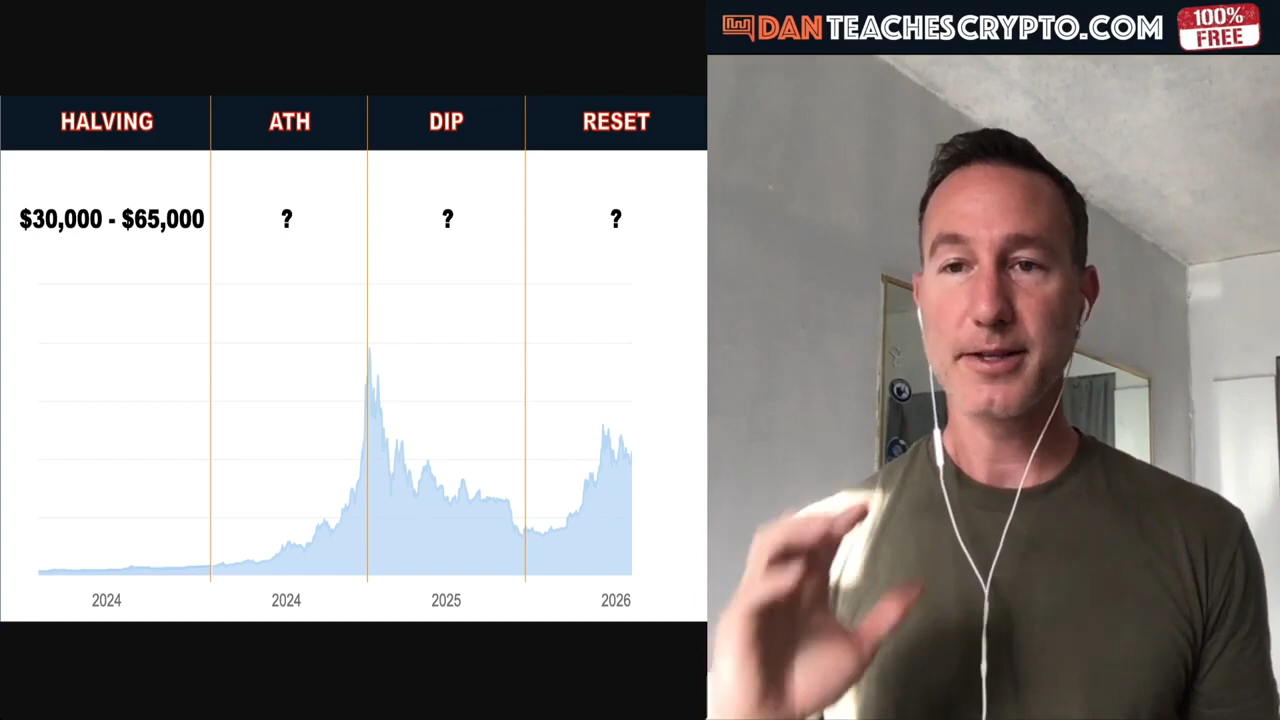 DANTEACHESCRYPTO.COM
100%
FREE
HALVING ATH DIP RESET
$30,000 - $65,000 ? ? ?
2024 2024 2025 2026